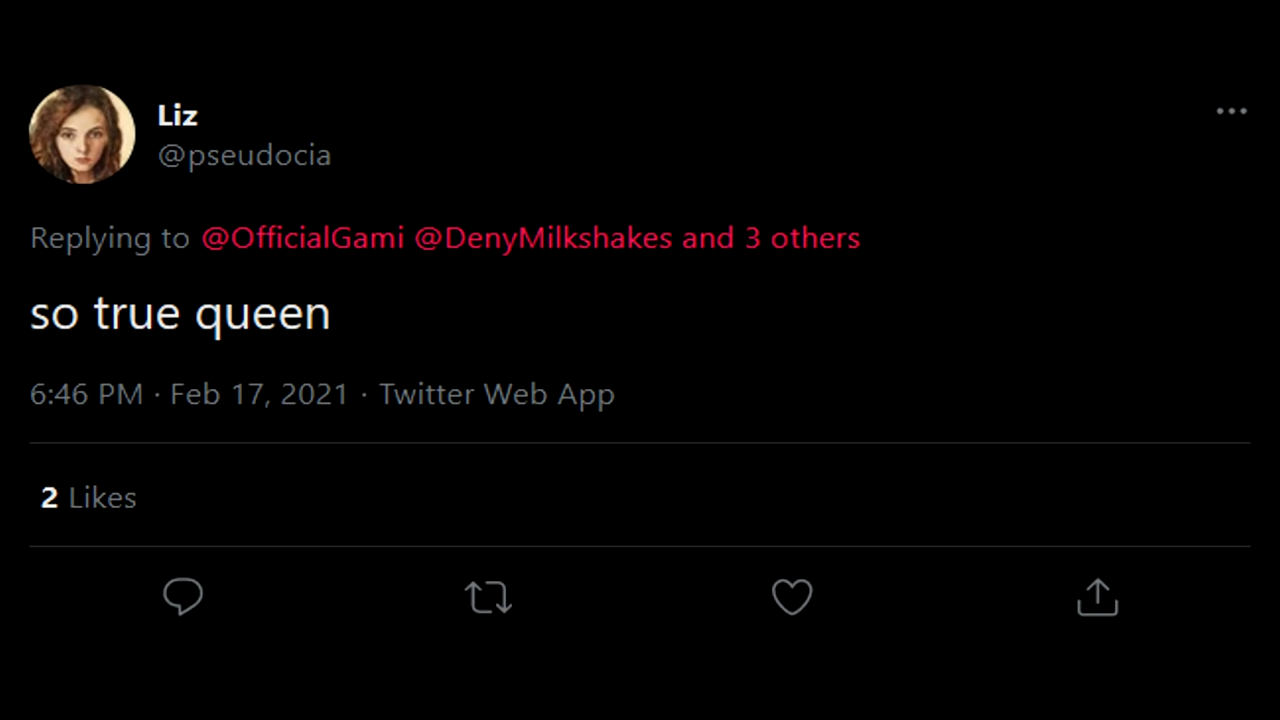 Liz
@pseudocia
Replying to @OfficialGami @DenyMilkshakes and 3 others
so true queen
6:46 PM · Feb 17, 2021 · Twitter Web App
2 Likes